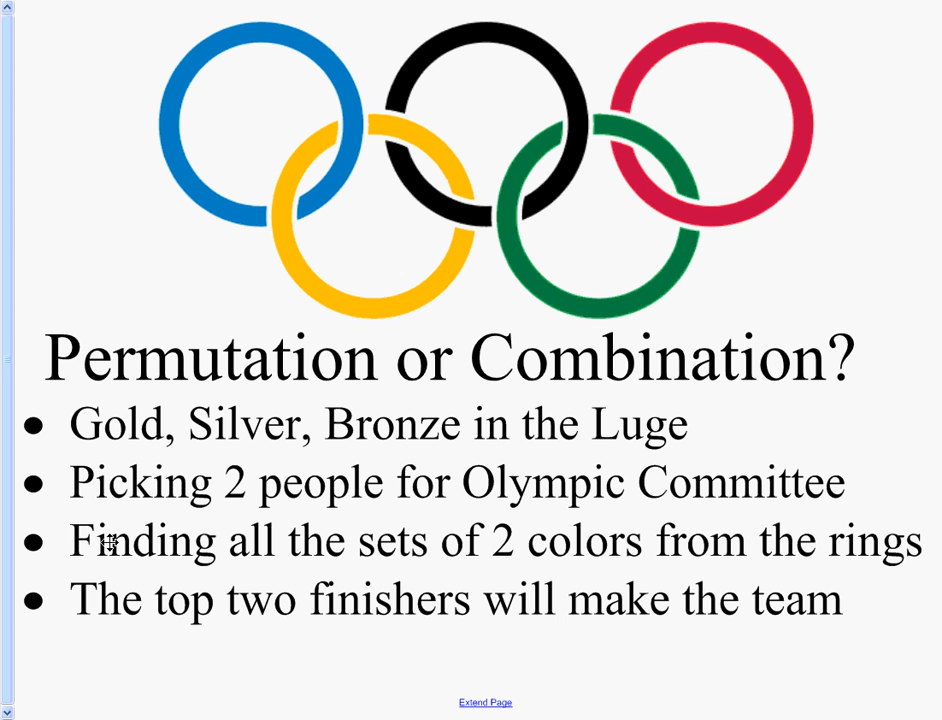 Permutation or Combination?
● Gold, Silver, Bronze in the Luge
● Picking 2 people for Olympic Committee
● Finding all the sets of 2 colors from the rings
● The top two finishers will make the team
Extend Page